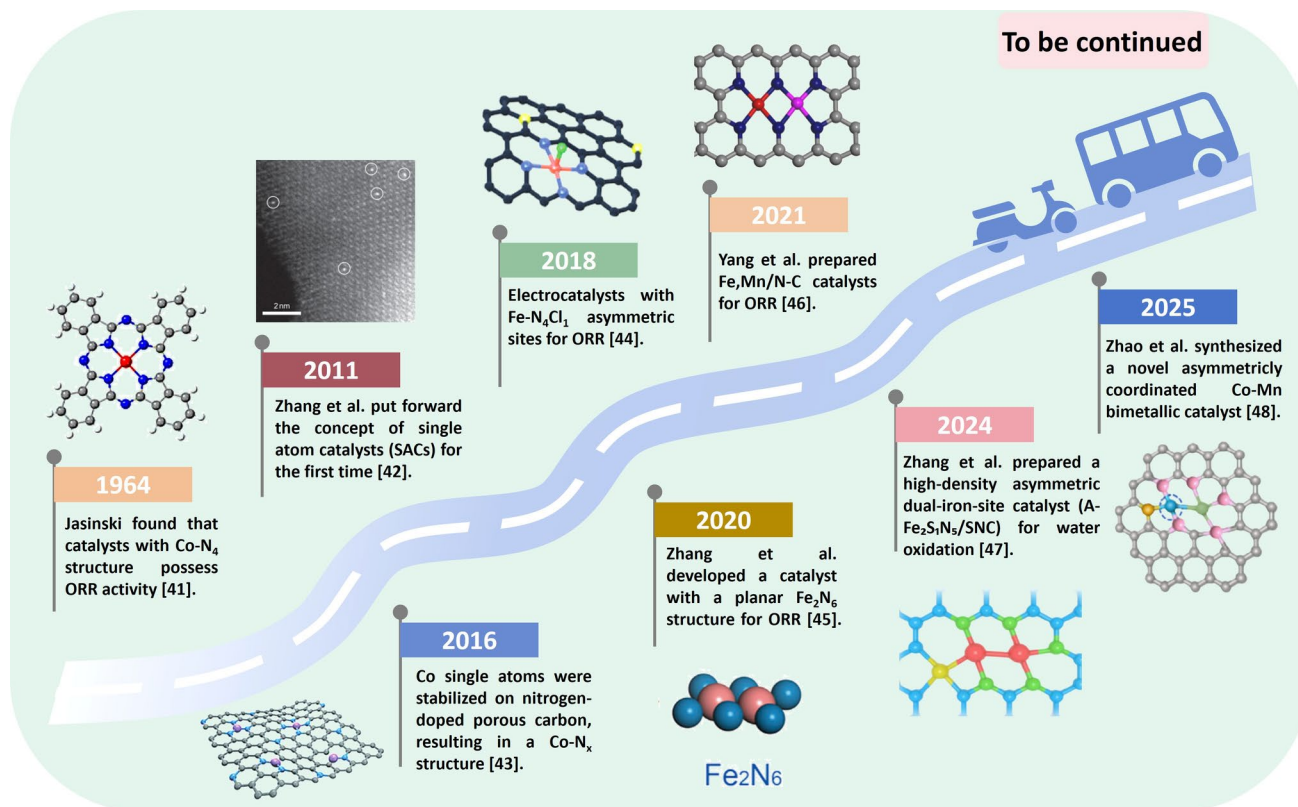 To be continued
1964
Jasinski found that
catalysts with Co-N₄
structure possess
ORR activity [41].
2 nm
2011
Zhang et al. put forward
the concept of single
atom catalysts (SACs) for
the first time [42].
2016
Co single atoms were
stabilized on nitrogen-
doped porous carbon,
resulting in a Co-Nₓ
structure [43].
2018
Electrocatalysts with
Fe-N₄Cl₁ asymmetric
sites for ORR [44].
2020
Zhang et al.
developed a catalyst
with a planar Fe₂N₆
structure for ORR [45].
Fe₂N₆
2021
Yang et al. prepared
Fe,Mn/N-C catalysts
for ORR [46].
2024
Zhang et al. prepared a
high-density asymmetric
dual-iron-site catalyst (A-
Fe₂S₁N₅/SNC) for water
oxidation [47].
2025
Zhao et al. synthesized
a novel asymmetricly
coordinated Co-Mn
bimetallic catalyst [48].